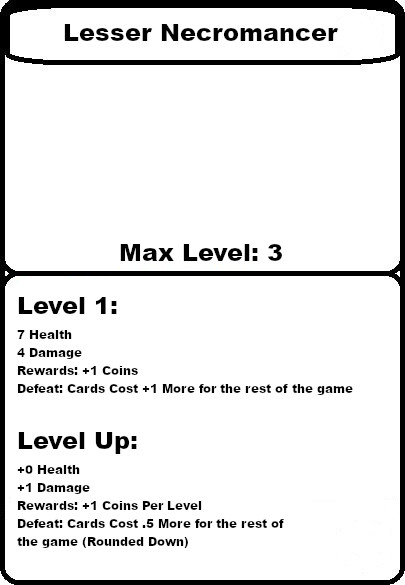 Lesser Necromancer
Max Level: 3
Level 1:
7 Health
4 Damage
Rewards: +1 Coins
Defeat: Cards Cost +1 More for the rest of the game
Level Up:
+0 Health
+1 Damage
Rewards: +1 Coins Per Level
Defeat: Cards Cost .5 More for the rest of
the game (Rounded Down)